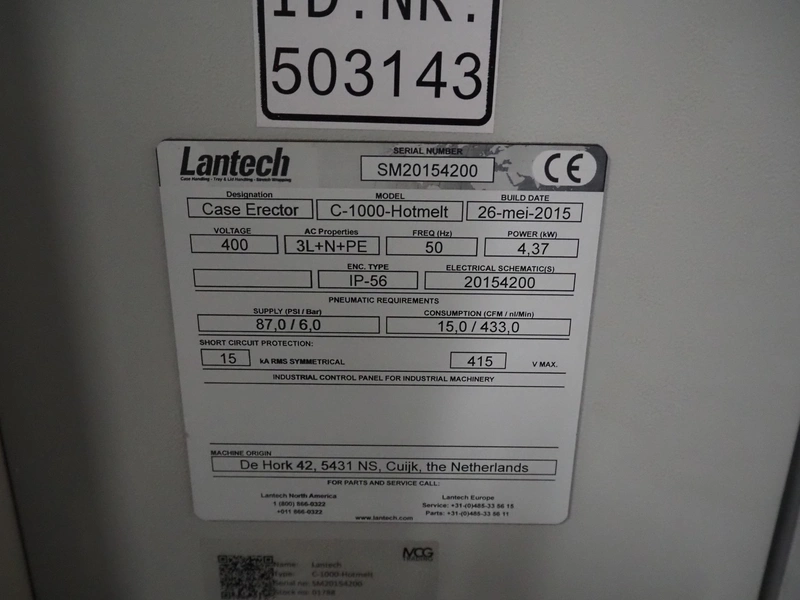 ID.NR.
503143
Lantech
Case Handling - Tray & Lid Handling - Stretch Wrapping
SERIAL NUMBER
SM20154200
CE
Designation MODEL BUILD DATE
Case Erector C-1000-Hotmelt 26-mei-2015
VOLTAGE AC Properties FREQ (Hz) POWER (kW)
400 3L+N+PE 50 4,37
ENC. TYPE ELECTRICAL SCHEMATIC(S)
IP-56 20154200
PNEUMATIC REQUIREMENTS
SUPPLY (PSI / Bar) CONSUMPTION (CFM / nl/Min)
87,0 / 6,0 15,0 / 433,0
SHORT CIRCUIT PROTECTION:
15 kA RMS SYMMETRICAL 415 V MAX.
INDUSTRIAL CONTROL PANEL FOR INDUSTRIAL MACHINERY
MACHINE ORIGIN
De Hork 42, 5431 NS, Cuijk, the Netherlands
FOR PARTS AND SERVICE CALL:
Lantech North America Lantech Europe
1 (800) 866-0322 Service: +31-(0)485-33 56 15
+011 866-0322 Parts: +31-(0)485-33 56 11
www.lantech.com
MCG
Name: Lantech
Type: C-1000-Hotmelt
Serial no: SM20154200
Stock no: